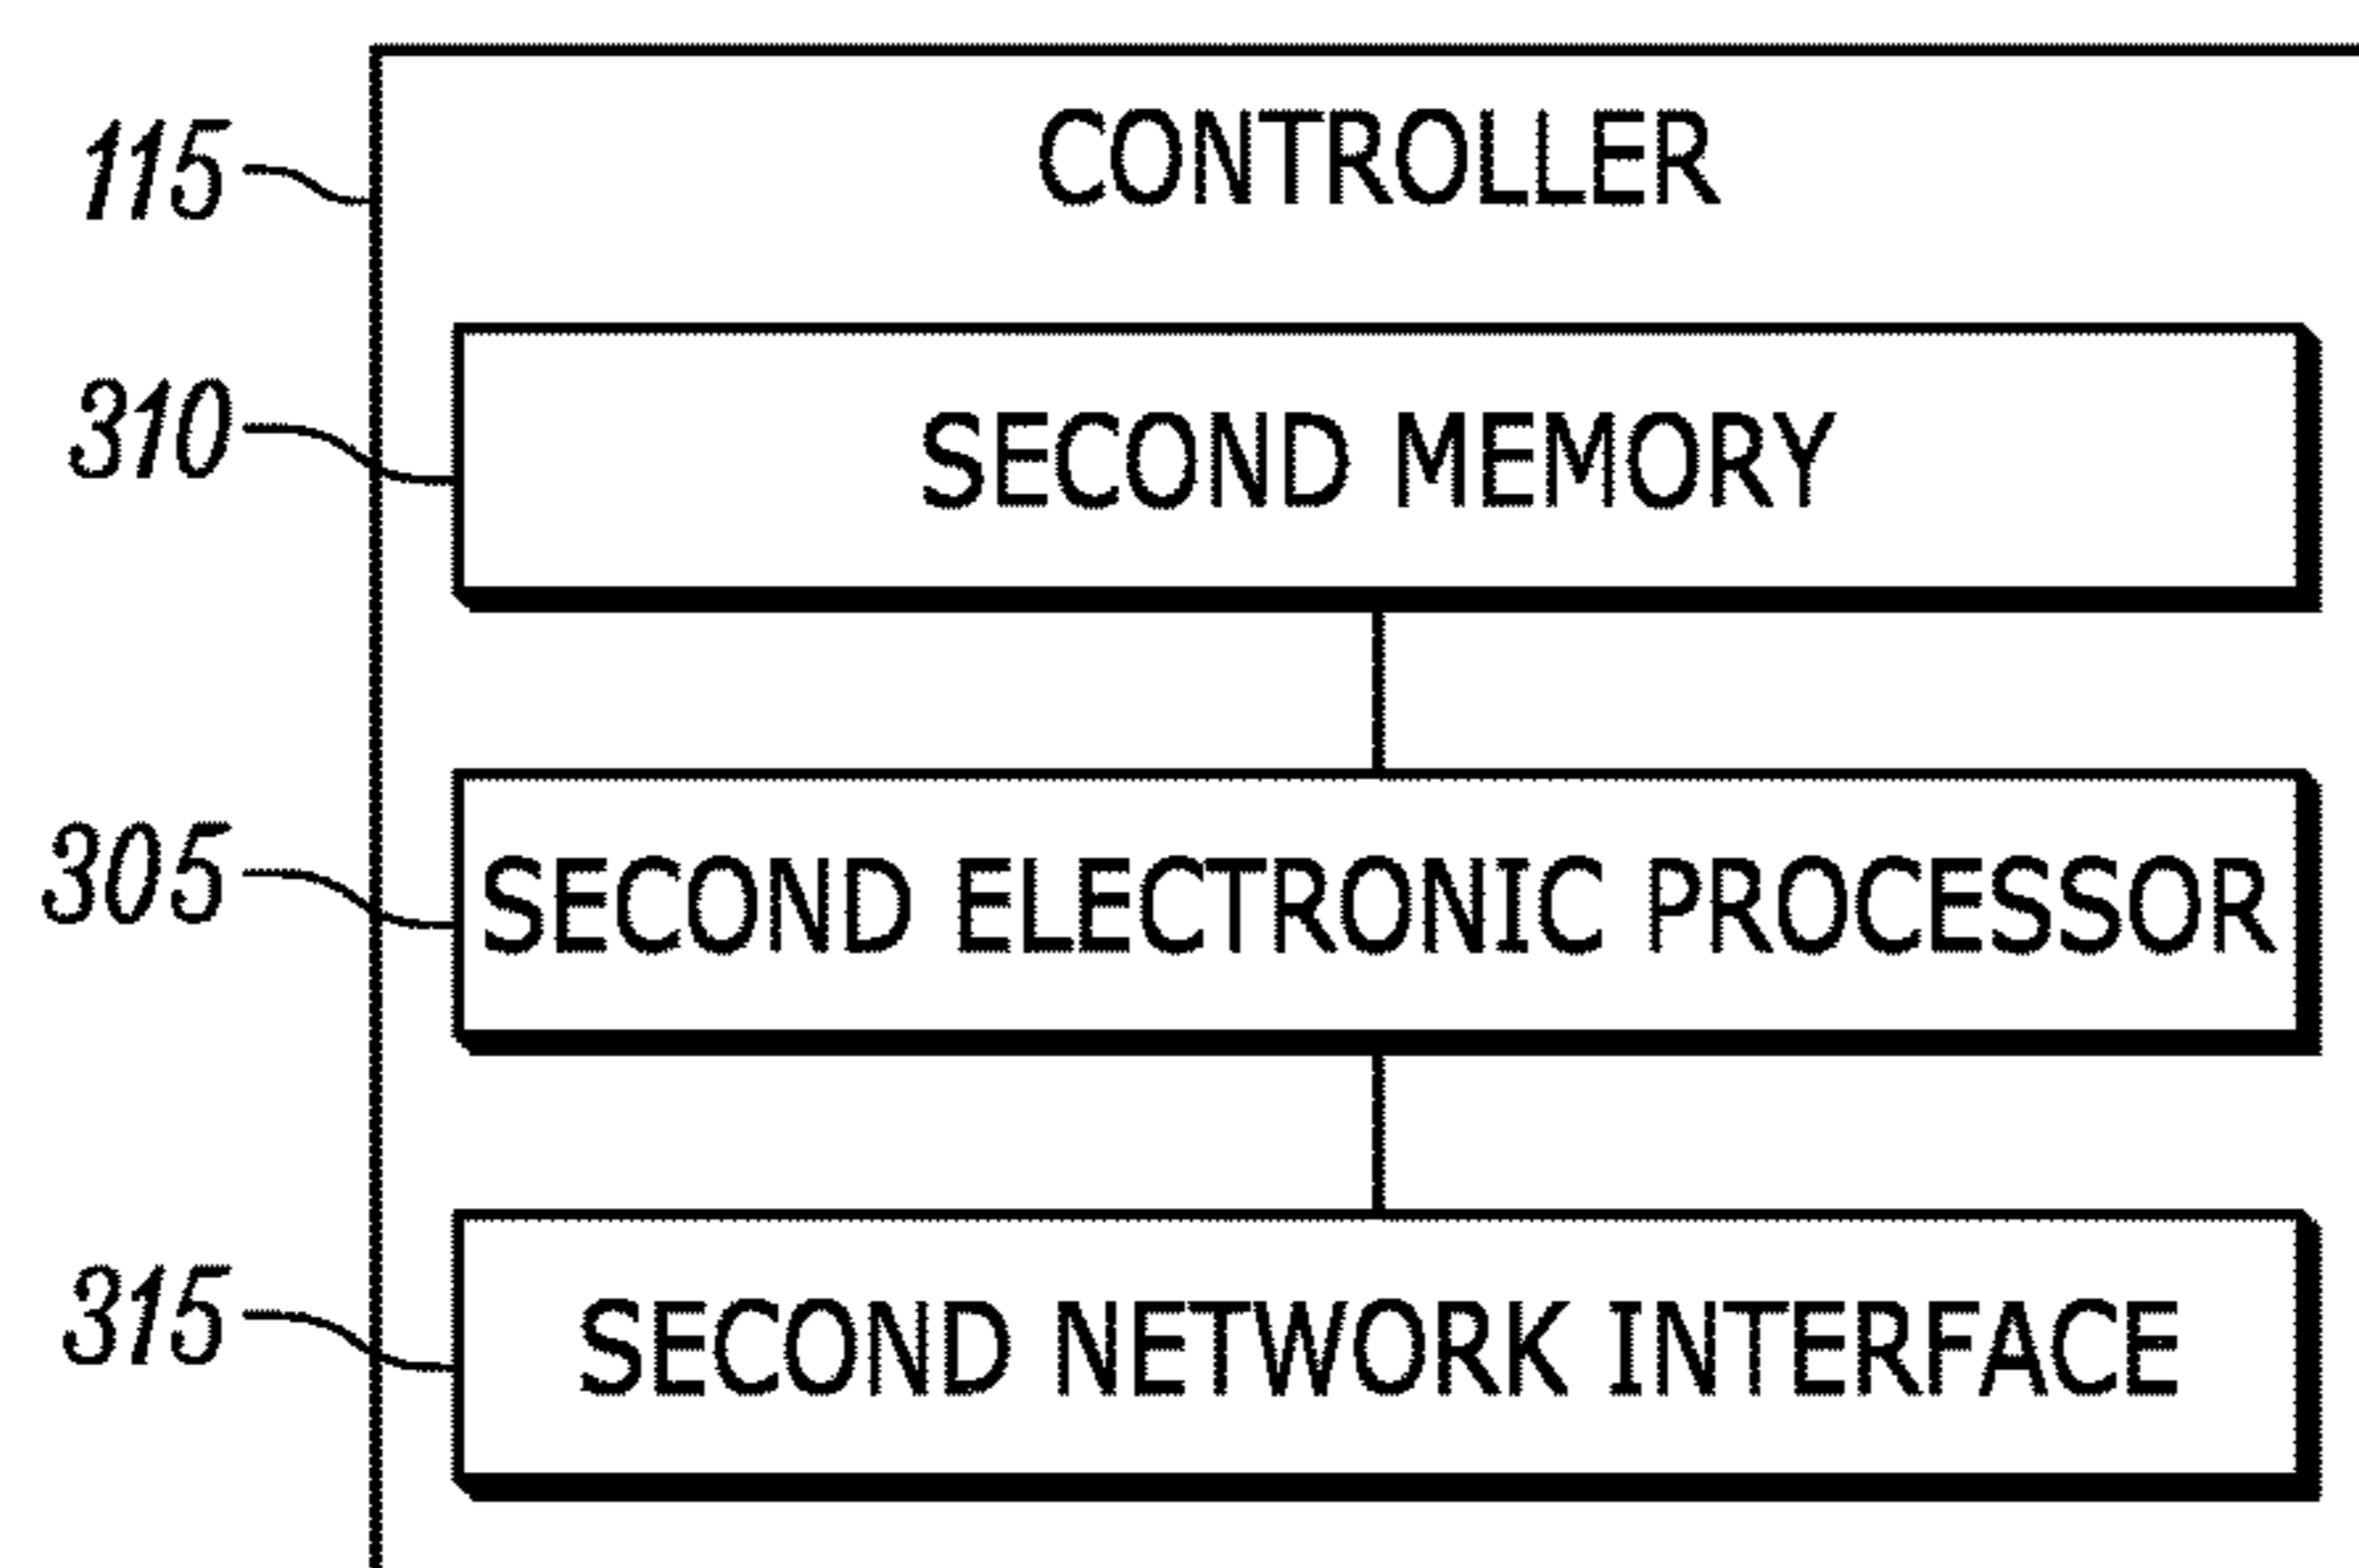 CONTROLLER
115
310
SECOND MEMORY
305
SECOND ELECTRONIC PROCESSOR
315
SECOND NETWORK INTERFACE